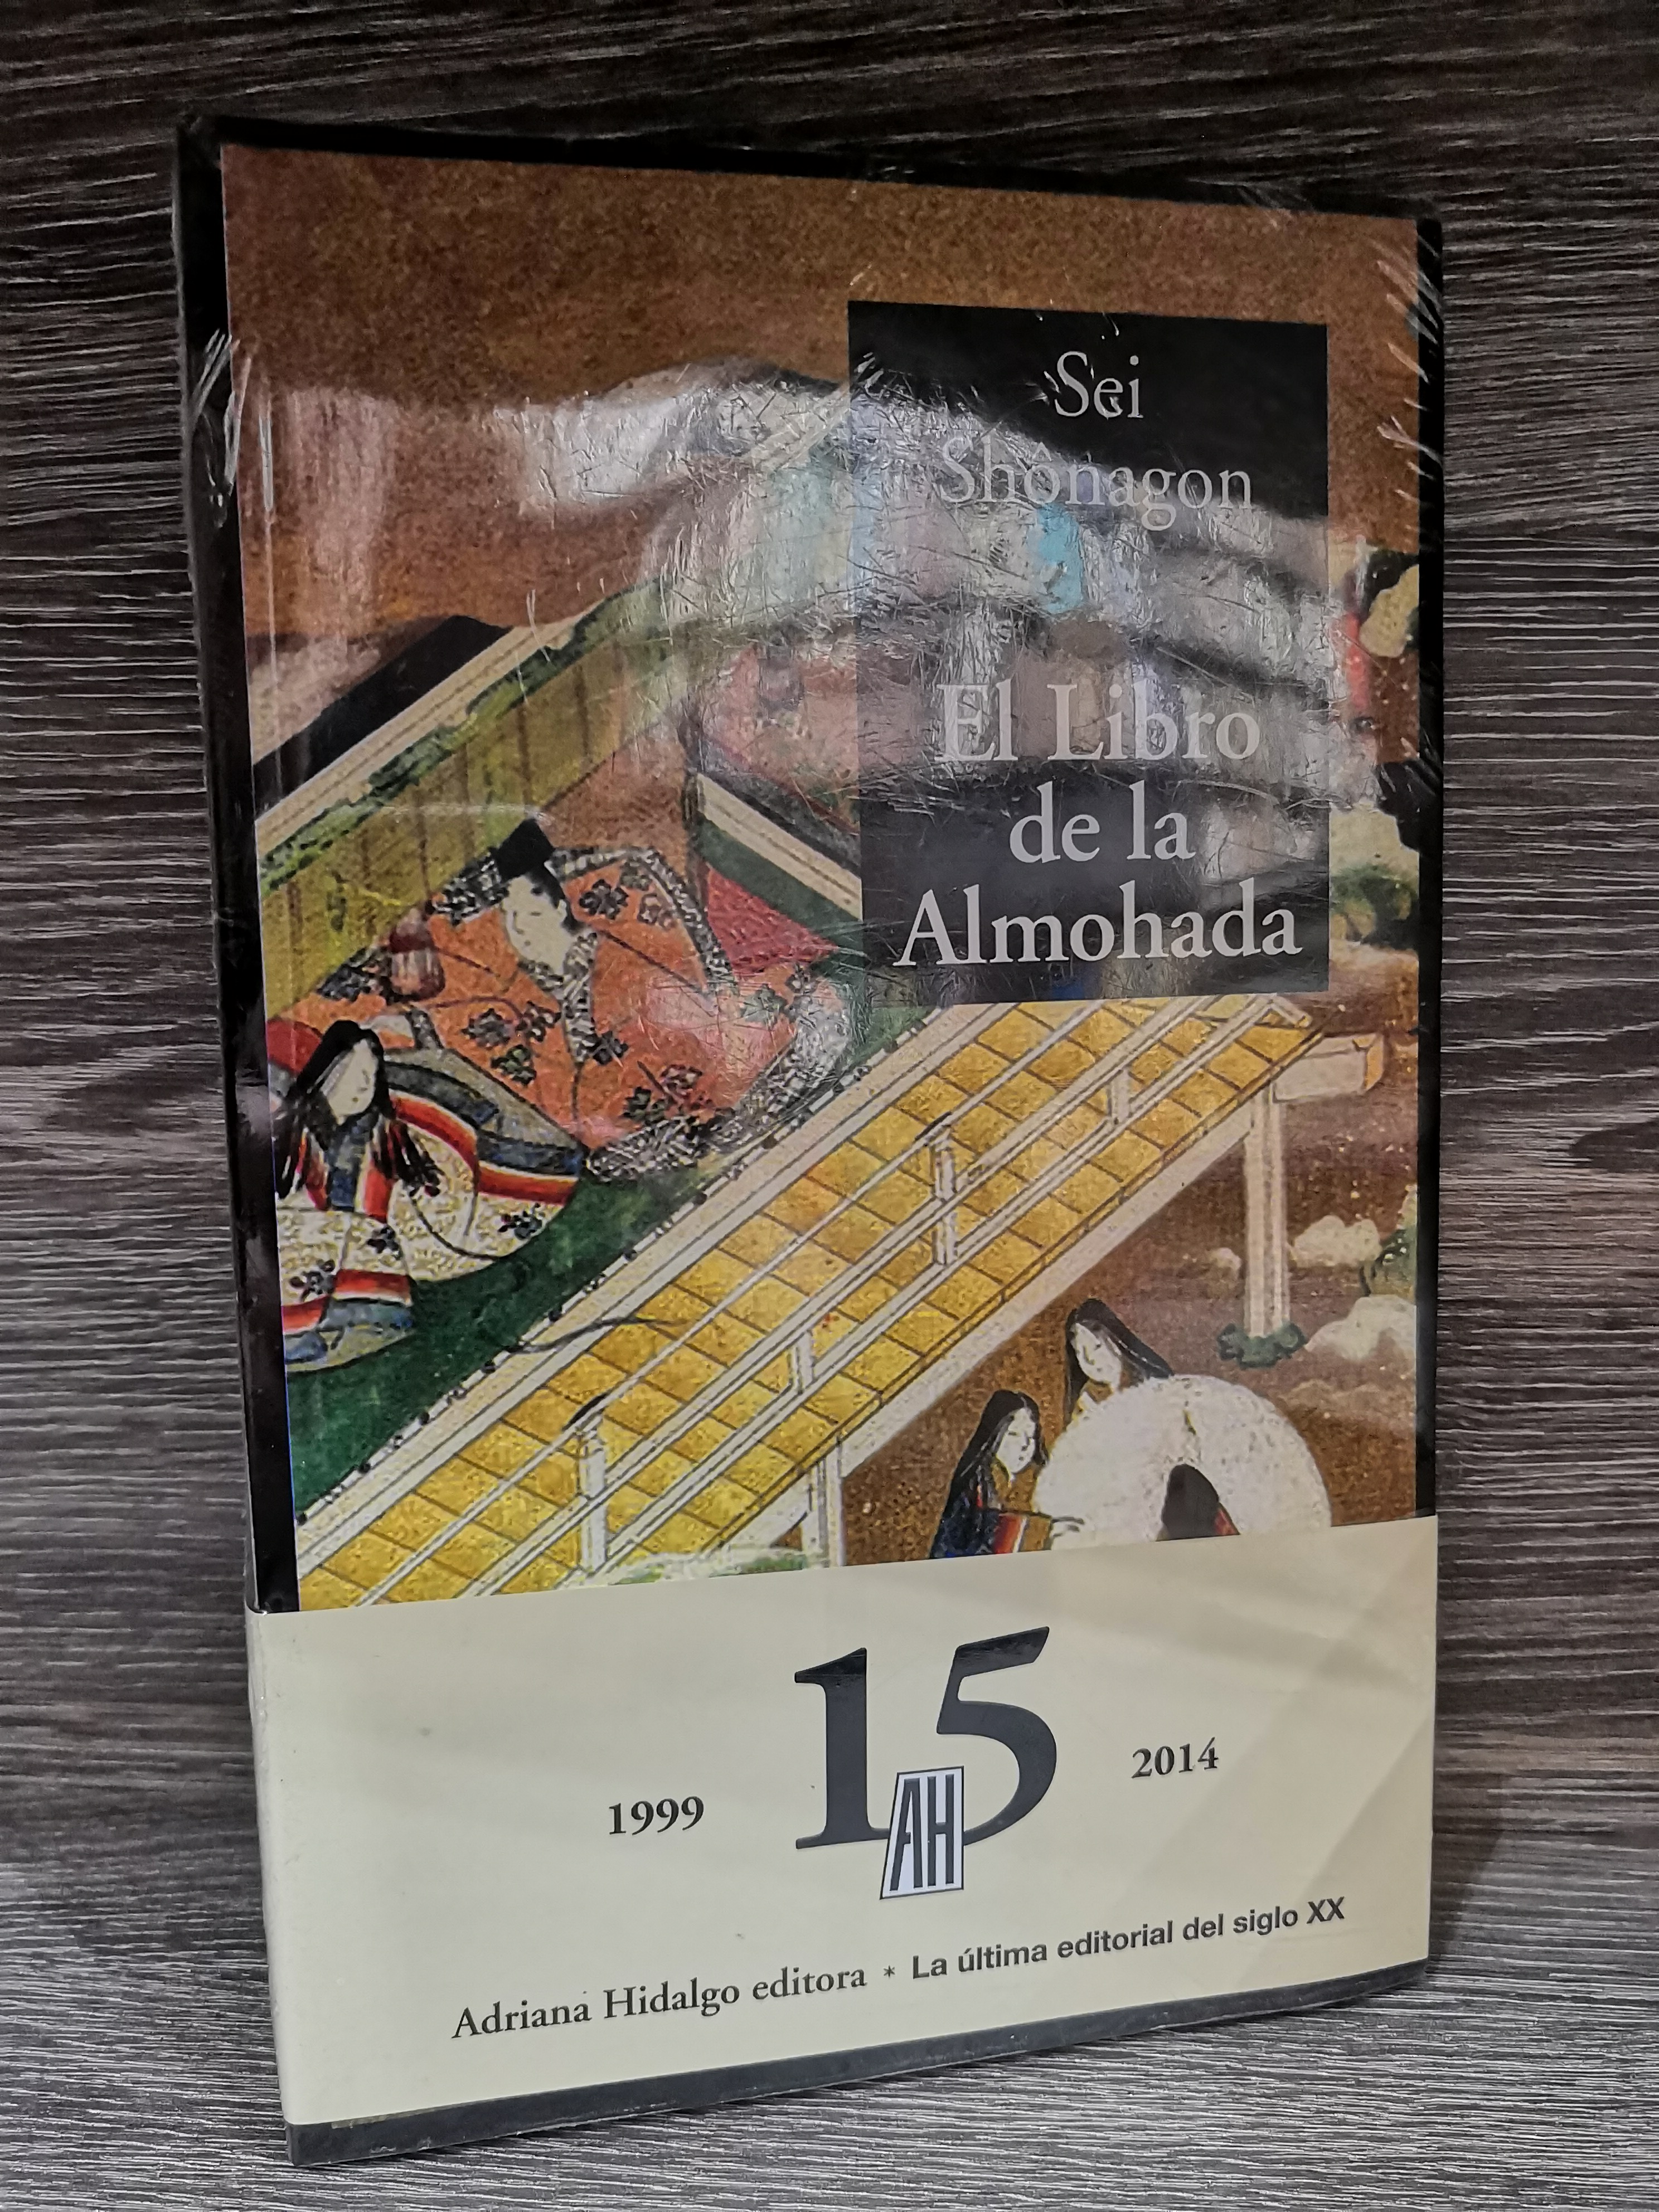 Sei
Shônagon
El Libro
de la
Almohada
15
1999
2014
AH
Adriana Hidalgo editora * La última editorial del siglo XX